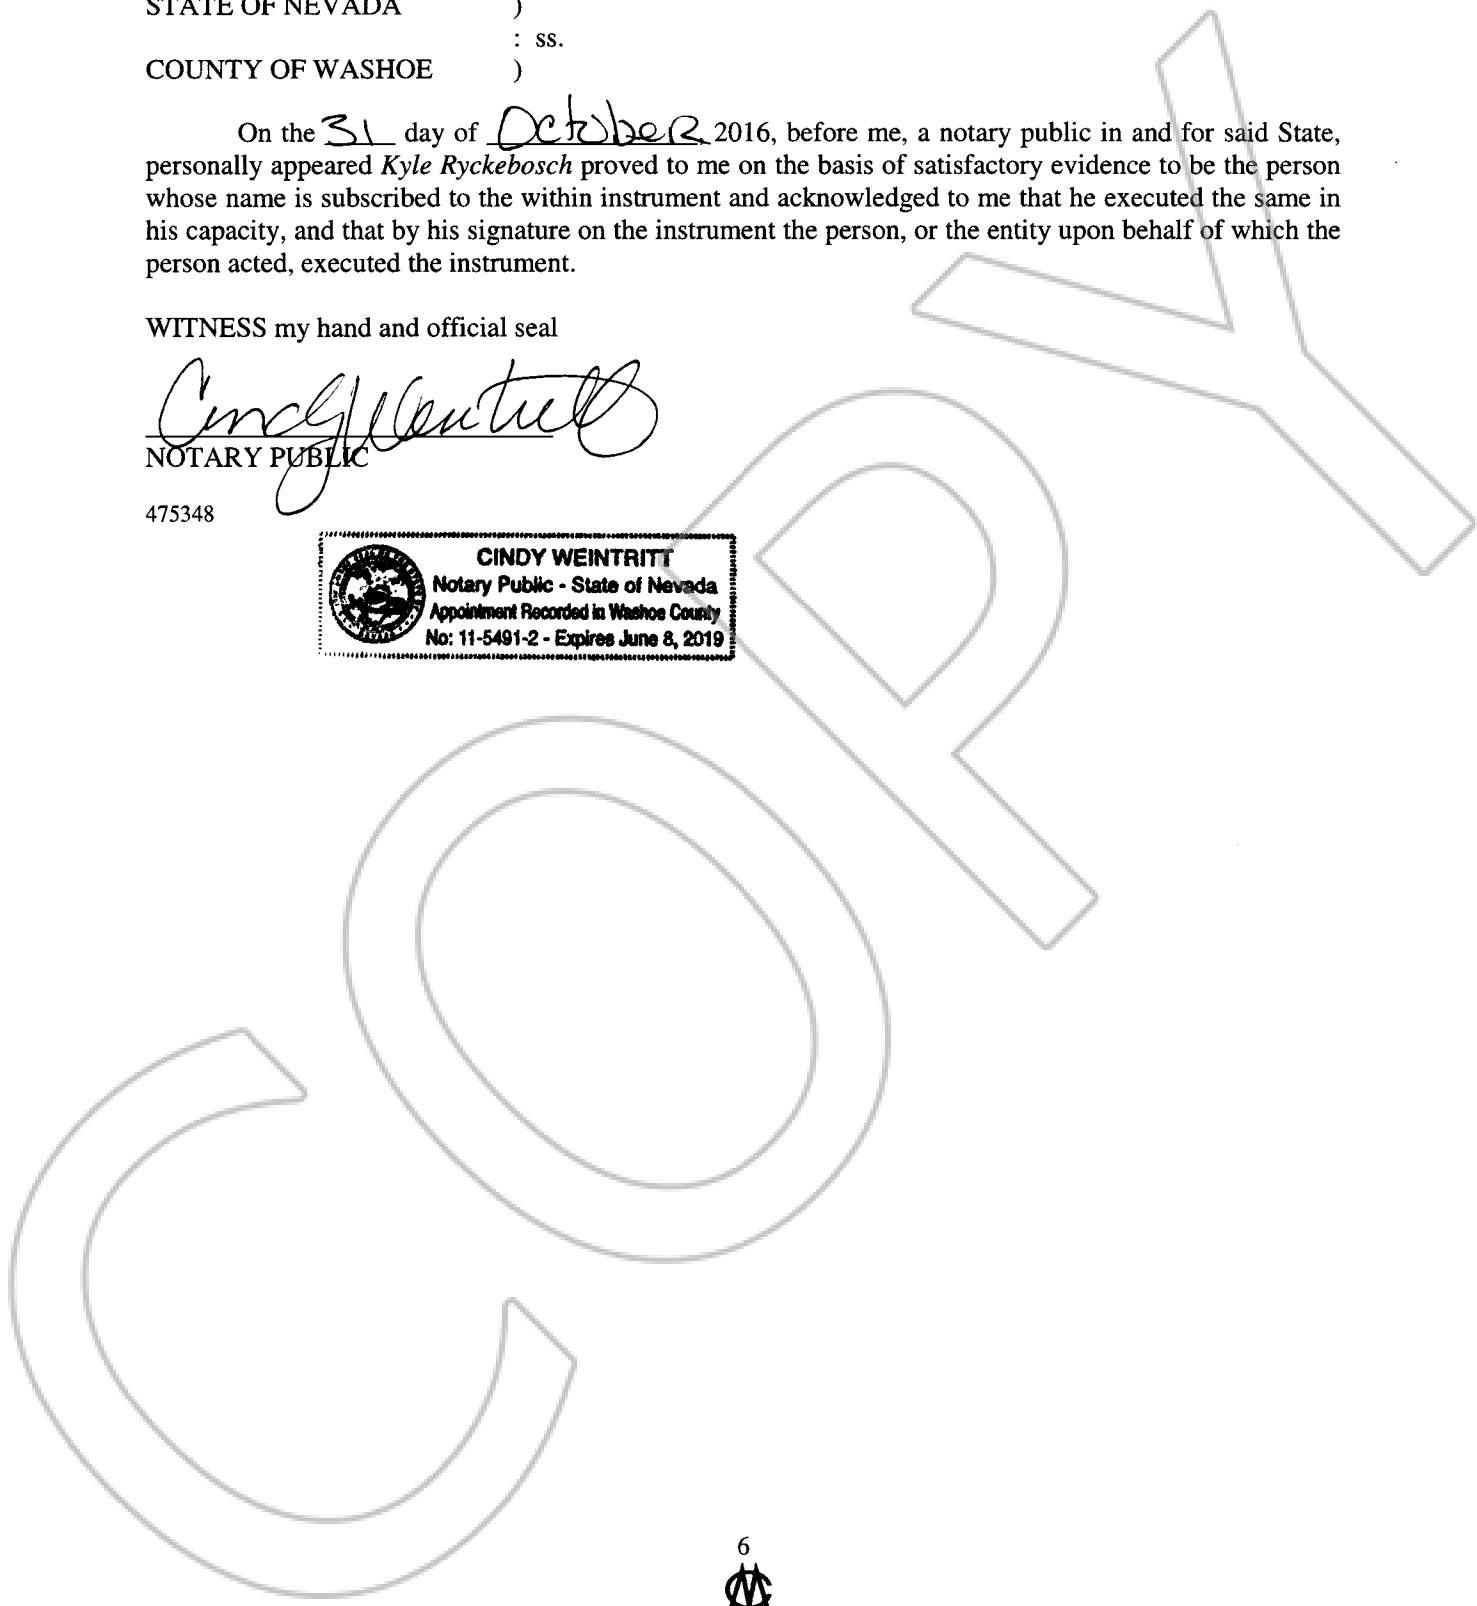 STATE OF NEVADA )
: ss.
COUNTY OF WASHOE )
On the 31 day of October, 2016, before me, a notary public in and for said State,
personally appeared Kyle Ryckebosch proved to me on the basis of satisfactory evidence to be the person
whose name is subscribed to the within instrument and acknowledged to me that he executed the same in
his capacity, and that by his signature on the instrument the person, or the entity upon behalf of which the
person acted, executed the instrument.
WITNESS my hand and official seal
Cindy Weintritt
NOTARY PUBLIC
475348
CINDY WEINTRITT
Notary Public - State of Nevada
Appointment Recorded in Washoe County
No: 11-5491-2 - Expires June 8, 2019
COPY
6